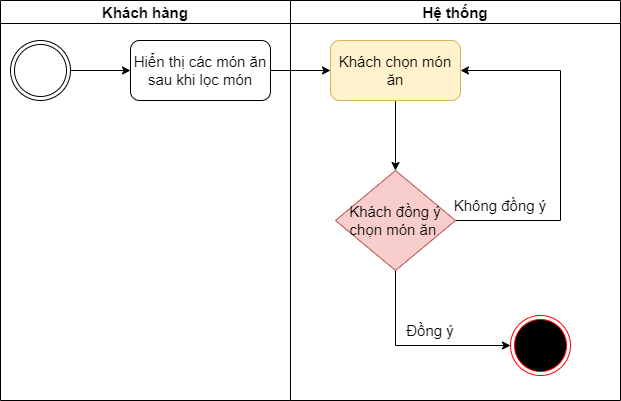 Khách hàng
Hệ thống
Hiển thị các món ăn
sau khi lọc món
Khách chọn món
ăn
Khách đồng ý
chọn món ăn
Không đồng ý
Đồng ý